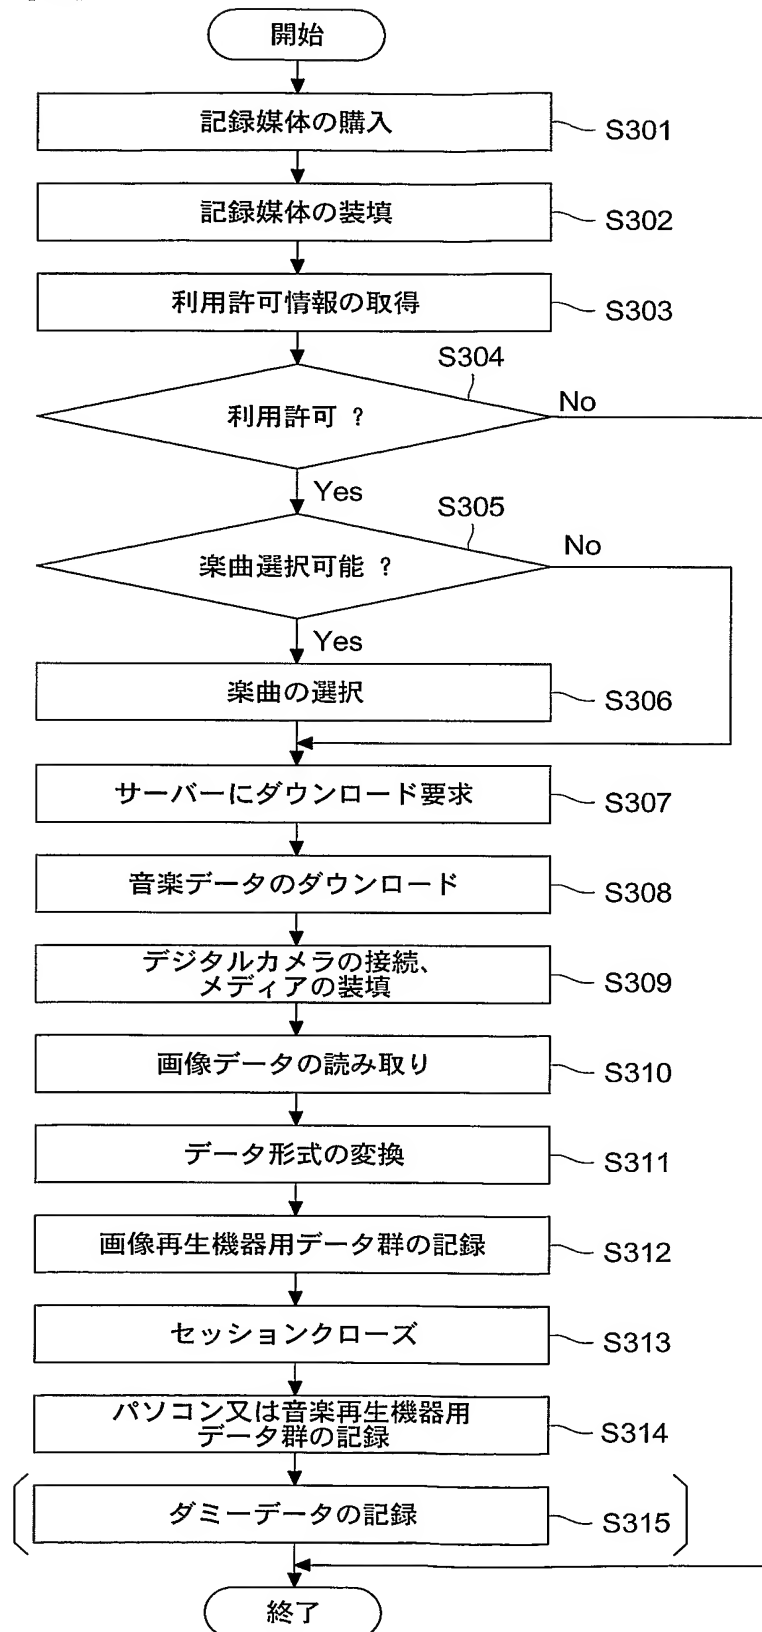 開始
記録媒体の購入
S301
記録媒体の装填
S302
利用許可情報の取得
S303
S304
利用許可 ?
No
Yes
S305
楽曲選択可能 ?
No
Yes
楽曲の選択
S306
サーバーにダウンロード要求
S307
音楽データのダウンロード
S308
デジタルカメラの接続、
メディアの装填
S309
画像データの読み取り
S310
データ形式の変換
S311
画像再生機器用データ群の記録
S312
セッションクローズ
S313
パソコン又は音楽再生機器用
データ群の記録
S314
ダミーデータの記録
S315
終了